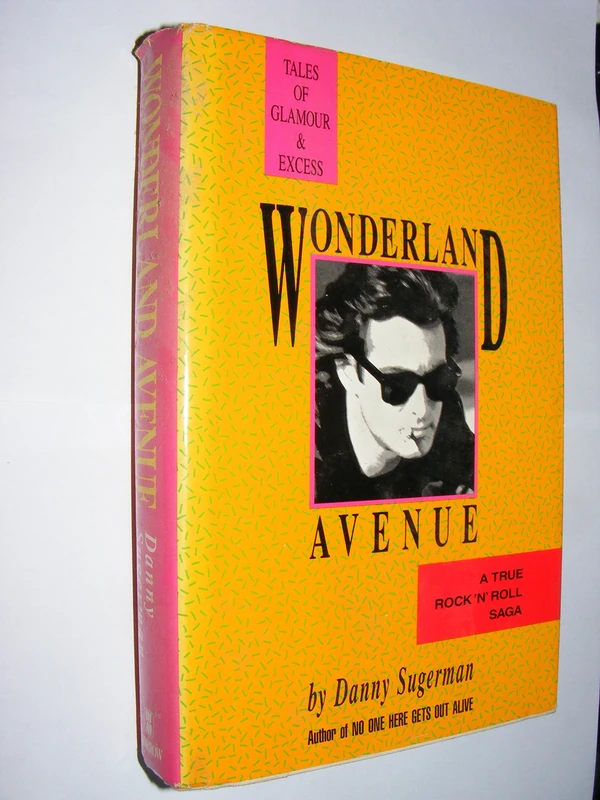 TALES
OF
GLAMOUR
&
EXCESS
WONDERLAND
AVENUE
A TRUE
ROCK 'N' ROLL
SAGA
by Danny Sugerman
Author of NO ONE HERE GETS OUT ALIVE
WONDERLAND AVENUE Danny Sugerman